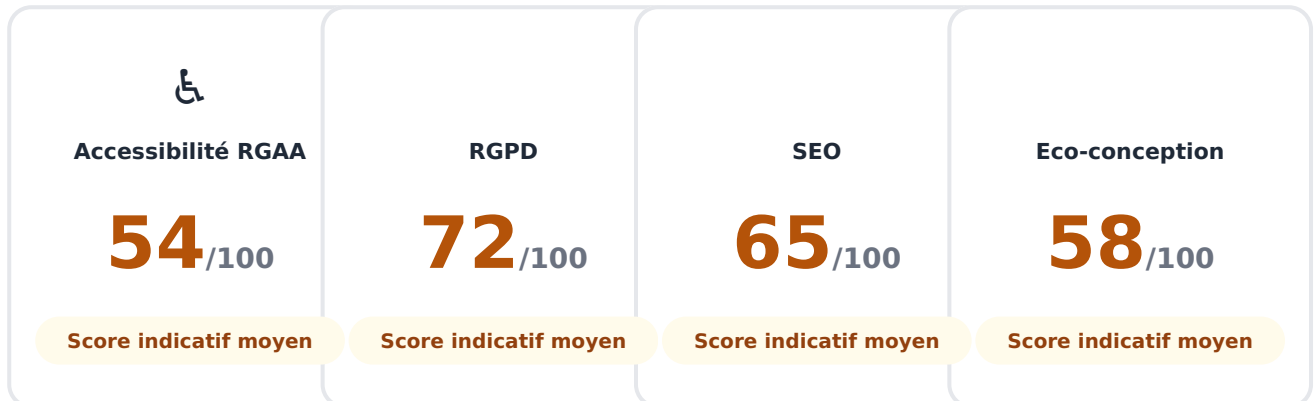 Accessibilité RGAA
54/100
Score indicatif moyen
RGPD
72/100
Score indicatif moyen
SEO
65/100
Score indicatif moyen
Eco-conception
58/100
Score indicatif moyen